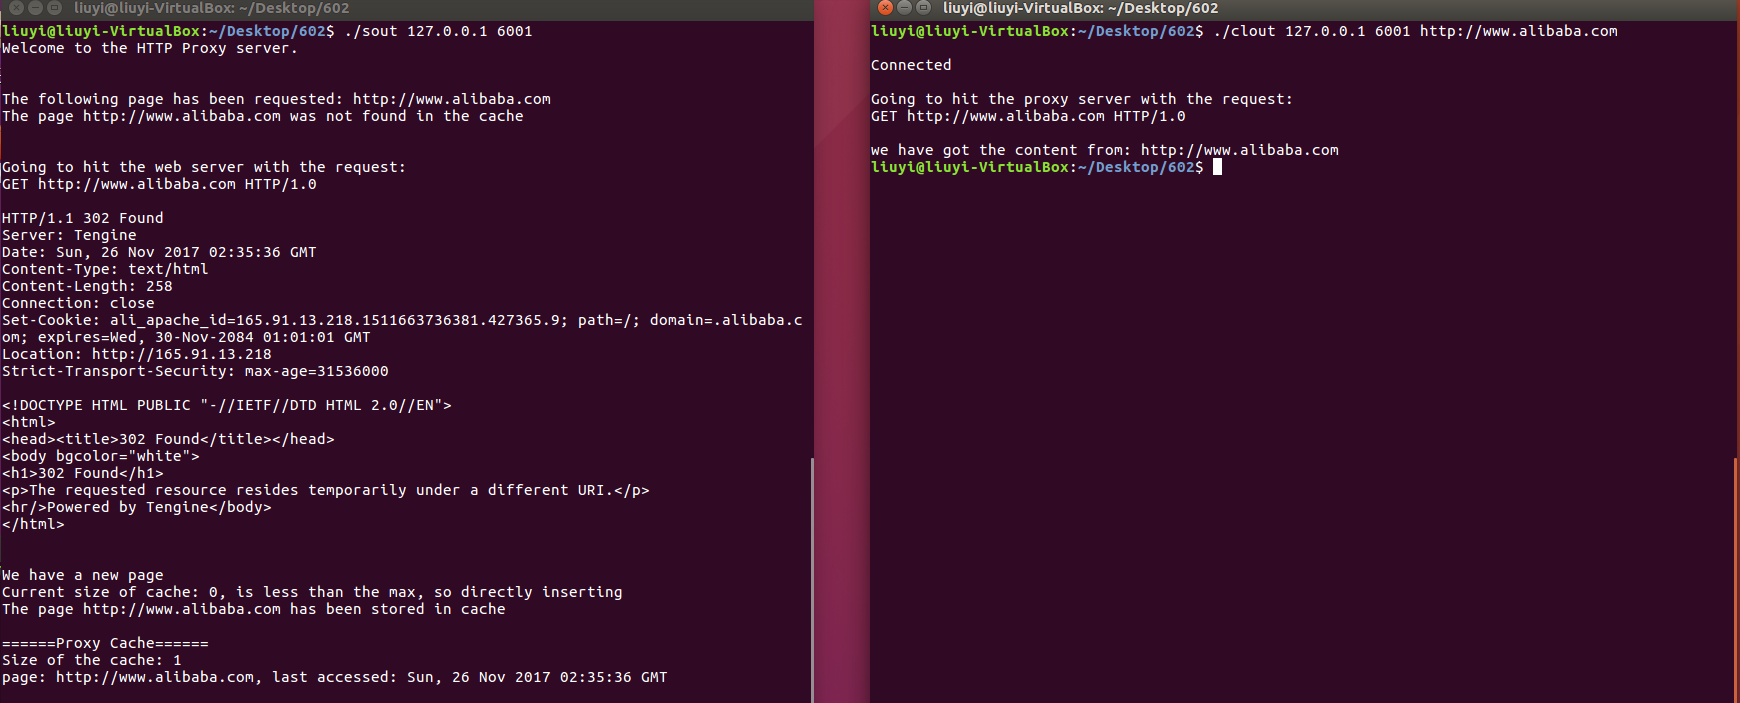 liuyi@liuyi-VirtualBox: ~/Desktop/602
liuyi@liuyi-VirtualBox:~/Desktop/602$ ./sout 127.0.0.1 6001
Welcome to the HTTP Proxy server.
The following page has been requested: http://www.alibaba.com
The page http://www.alibaba.com was not found in the cache
Going to hit the web server with the request:
GET http://www.alibaba.com HTTP/1.0
HTTP/1.1 302 Found
Server: Tengine
Date: Sun, 26 Nov 2017 02:35:36 GMT
Content-Type: text/html
Content-Length: 258
Connection: close
Set-Cookie: ali_apache_id=165.91.13.218.1511663736381.427365.9; path=/; domain=.alibaba.c
om; expires=Wed, 30-Nov-2084 01:01:01 GMT
Location: http://165.91.13.218
Strict-Transport-Security: max-age=31536000
<!DOCTYPE HTML PUBLIC "-//IETF//DTD HTML 2.0//EN">
<html>
<head><title>302 Found</title></head>
<body bgcolor="white">
<h1>302 Found</h1>
<p>The requested resource resides temporarily under a different URI.</p>
<hr/>Powered by Tengine</body>
</html>
We have a new page
Current size of cache: 0, is less than the max, so directly inserting
The page http://www.alibaba.com has been stored in cache
======Proxy Cache======
Size of the cache: 1
page: http://www.alibaba.com, last accessed: Sun, 26 Nov 2017 02:35:36 GMT
liuyi@liuyi-VirtualBox: ~/Desktop/602
liuyi@liuyi-VirtualBox:~/Desktop/602$ ./clout 127.0.0.1 6001 http://www.alibaba.com
Connected
Going to hit the proxy server with the request:
GET http://www.alibaba.com HTTP/1.0
we have got the content from: http://www.alibaba.com
liuyi@liuyi-VirtualBox:~/Desktop/602$